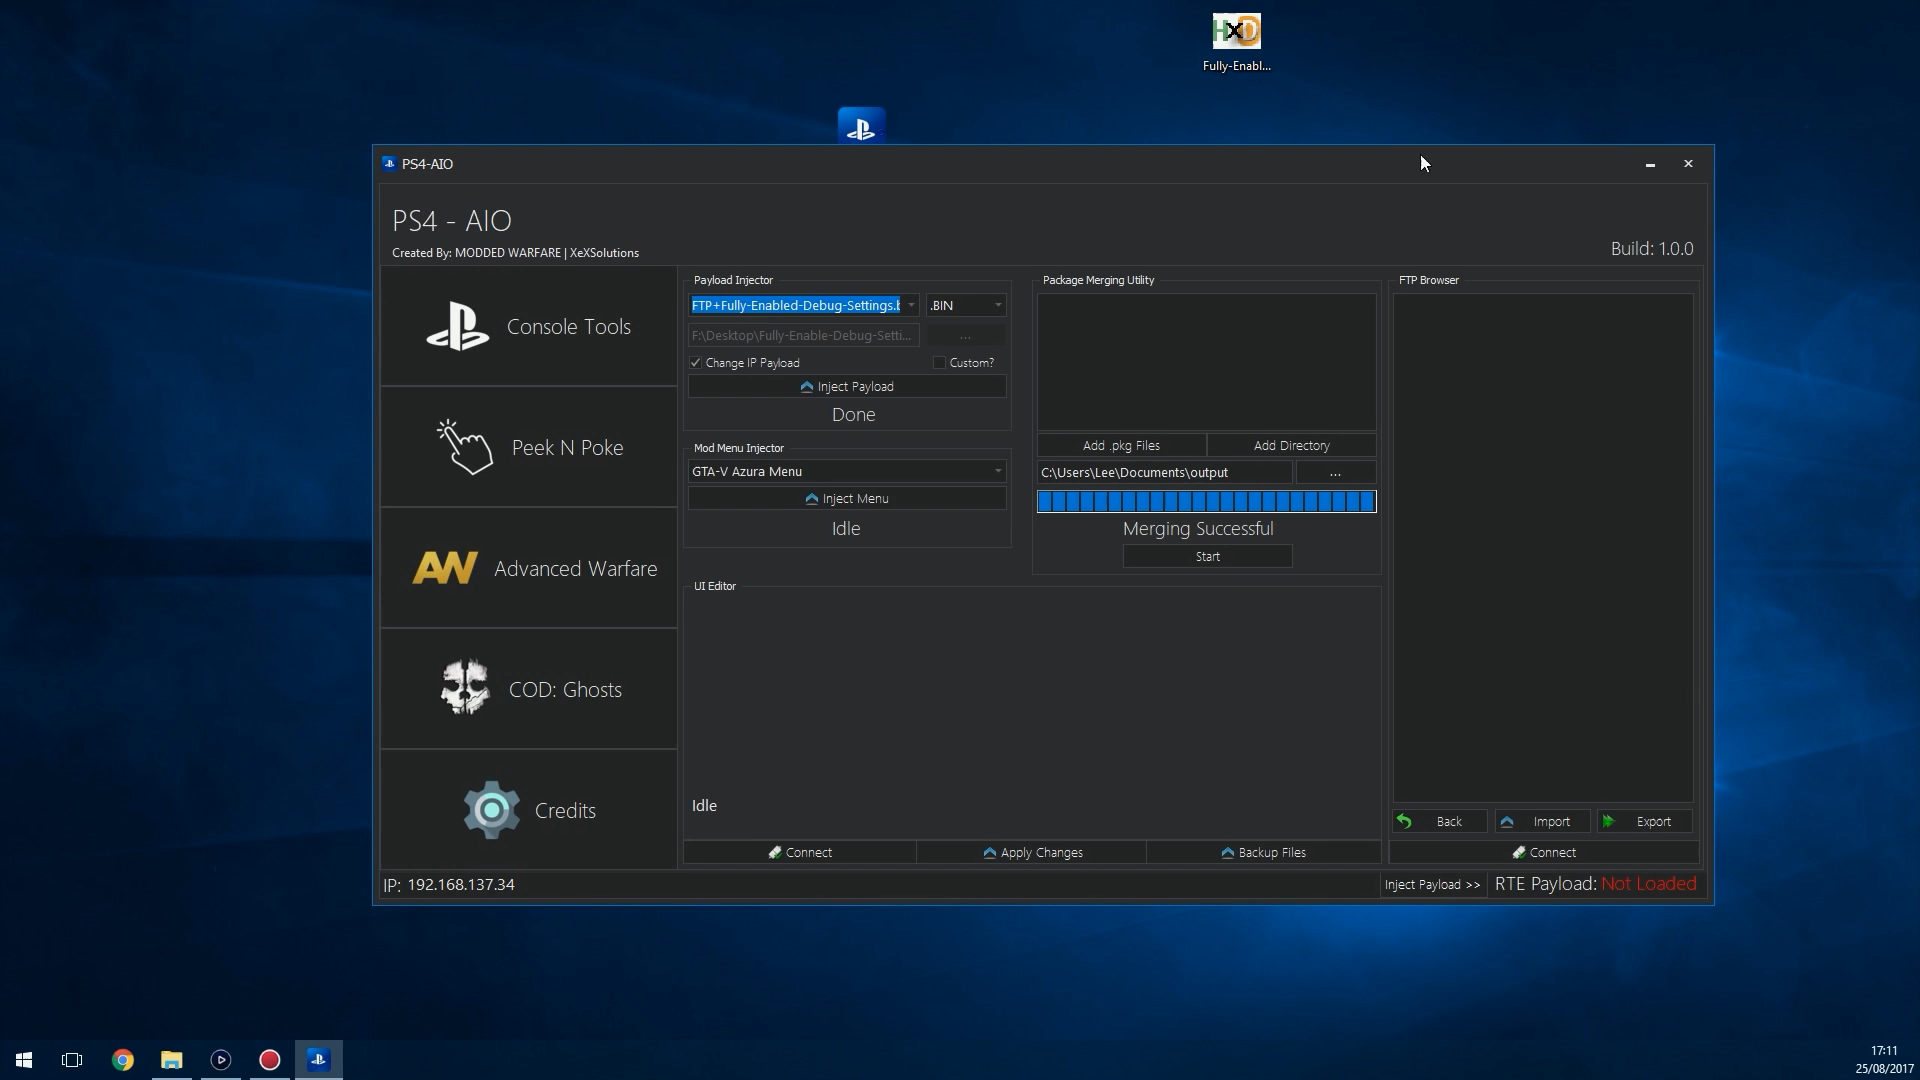 HxD
Fully-Enabl...
PS4-AIO
PS4 - AIO
Created By: MODDED WARFARE | XeXSolutions
Build: 1.0.0
Console Tools
Peek N Poke
AW Advanced Warfare
COD: Ghosts
Credits
Payload Injector
FTP+Fully-Enabled-Debug-Settings.b
.BIN
F:\Desktop\Fully-Enable-Debug-Setti...
...
Change IP Payload
Custom?
Inject Payload
Done
Mod Menu Injector
GTA-V Azura Menu
Inject Menu
Idle
Package Merging Utility
Add .pkg Files
Add Directory
C:\Users\Lee\Documents\output
...
Merging Successful
Start
UI Editor
Idle
Connect
Apply Changes
Backup Files
FTP Browser
Back
Import
Export
Connect
IP: 192.168.137.34
Inject Payload >>
RTE Payload: Not Loaded
17:11
25/08/2017